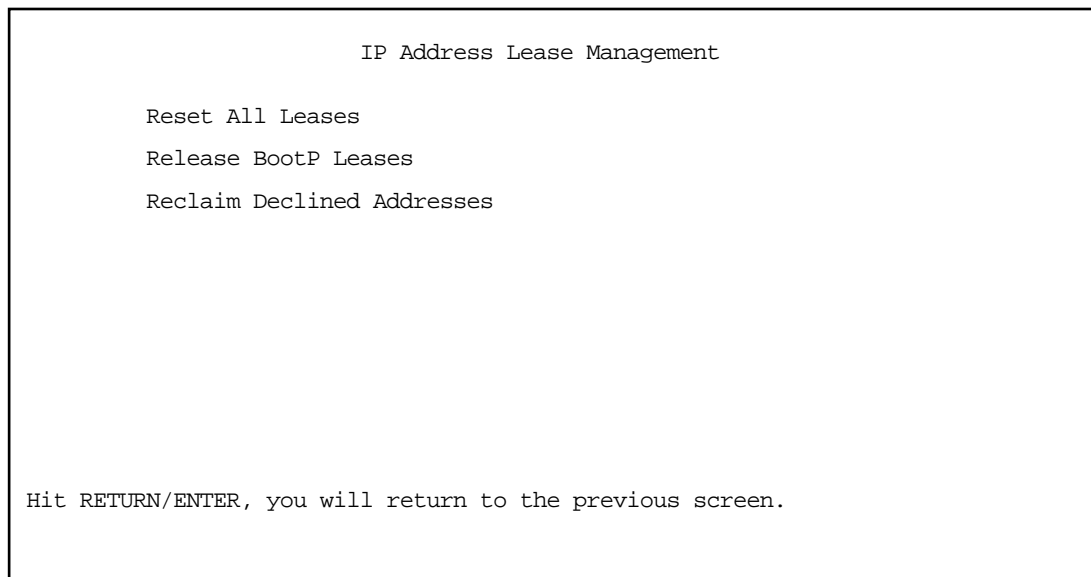 IP Address Lease Management
Reset All Leases
Release BootP Leases
Reclaim Declined Addresses
Hit RETURN/ENTER, you will return to the previous screen.